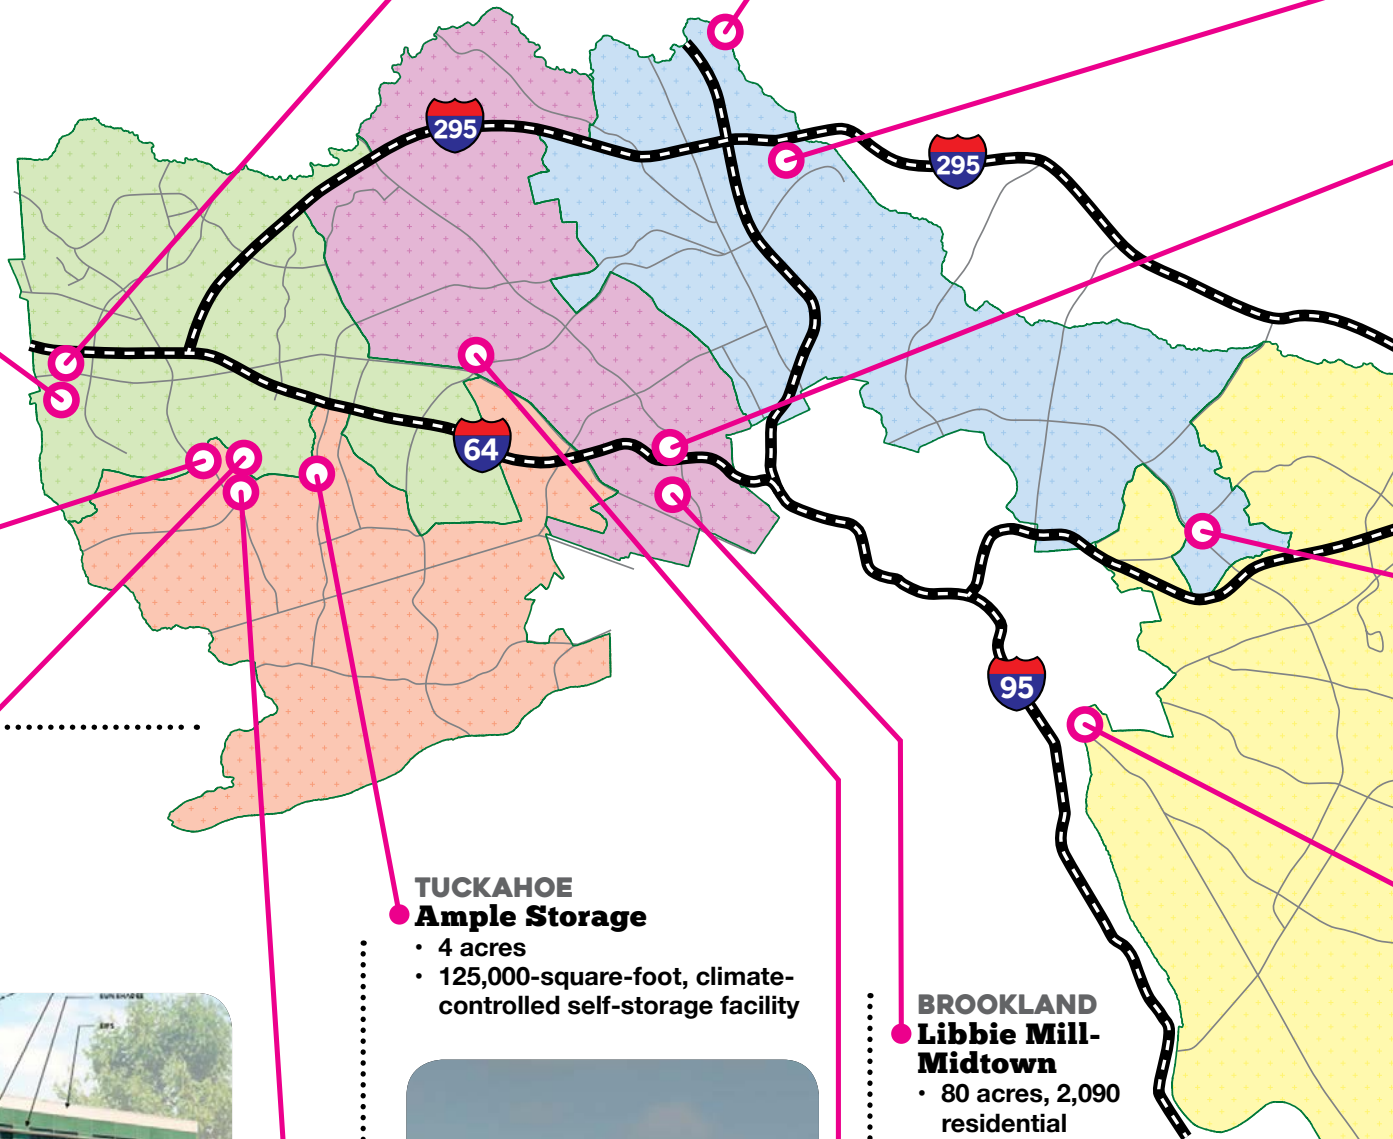 295
295
64
95
TUCKAHOE
Ample Storage
• 4 acres
• 125,000-square-foot, climate-
controlled self-storage facility
BROOKLAND
Libbie Mill-
Midtown
• 80 acres, 2,090
residential